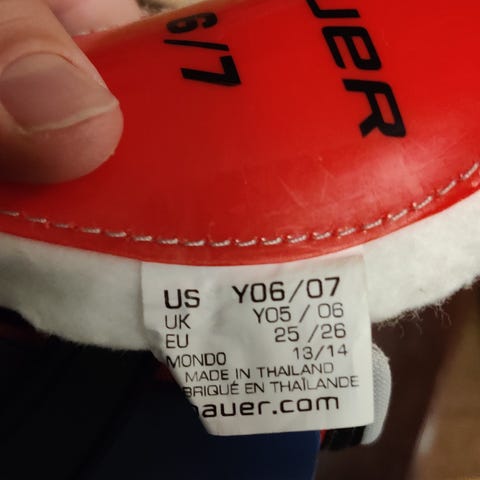 6/7
UER
US Y06/07
UK Y05 / 06
EU 25 /26
MONDO 13/14
MADE IN THAILAND
BRIQUÉ EN THAÏLANDE
bauer.com